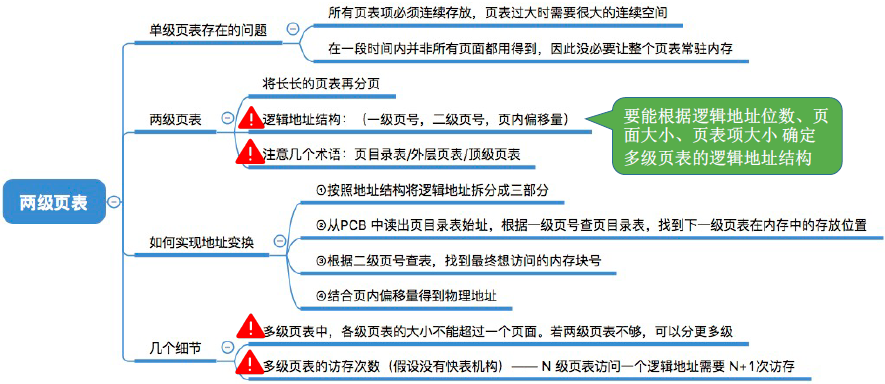 两级页表
单级页表存在的问题
所有页表项必须连续存放，页表过大时需要很大的连续空间
在一段时间内并非所有页面都用得到，因此没必要让整个页表常驻内存
两级页表
将长长的页表再分页
逻辑地址结构：（一级页号，二级页号，页内偏移量）
要能根据逻辑地址位数、页
面大小、页表项大小 确定
多级页表的逻辑地址结构
注意几个术语：页目录表/外层页表/顶级页表
如何实现地址变换
①按照地址结构将逻辑地址拆分成三部分
②从PCB 中读出页目录表始址，根据一级页号查页目录表，找到下一级页表在内存中的存放位置
③根据二级页号查表，找到最终想访问的内存块号
④结合页内偏移量得到物理地址
几个细节
多级页表中，各级页表的大小不能超过一个页面。若两级页表不够，可以分更多级
多级页表的访存次数（假设没有快表机构）—— N 级页表访问一个逻辑地址需要 N+1次访存